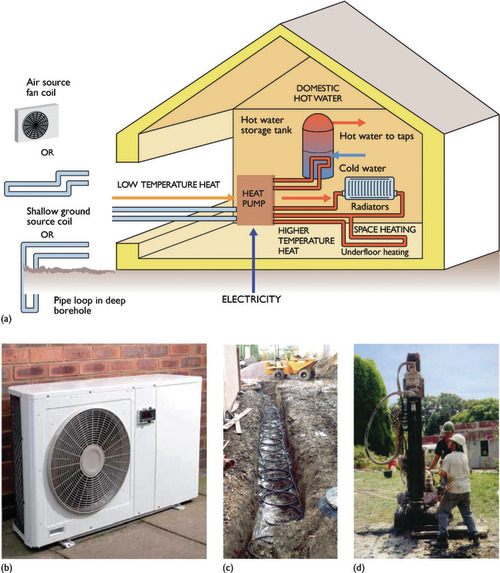 Air source
fan coil
OR
Shallow ground
source coil
OR
Pipe loop in deep
borehole
(a)
DOMESTIC
HOT WATER
Hot water
storage tank
Hot water to taps
Cold water
LOW TEMPERATURE HEAT
HEAT
PUMP
Radiators
HIGHER
TEMPERATURE
HEAT
SPACE HEATING
Underfloor heating
ELECTRICITY
(b)
(c)
(d)